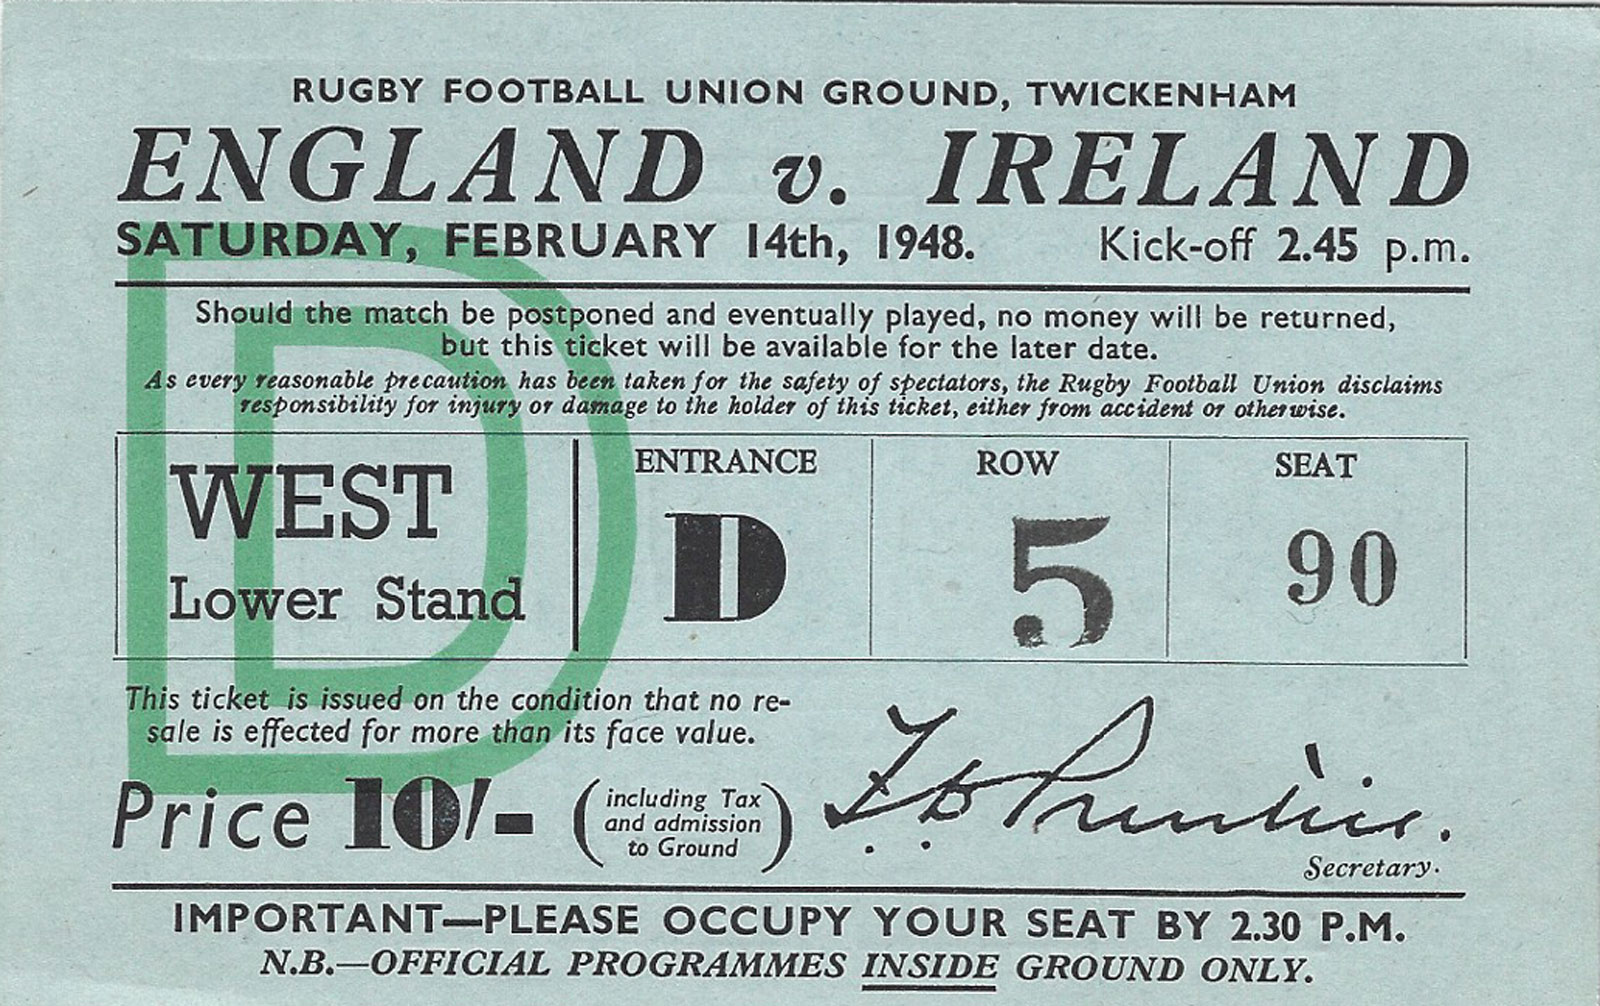 RUGBY FOOTBALL UNION GROUND, TWICKENHAM
ENGLAND v. IRELAND
SATURDAY, FEBRUARY 14th, 1948. Kick-off 2.45 p.m.
Should the match be postponed and eventually played, no money will be returned,
but this ticket will be available for the later date.
As every reasonable precaution has been taken for the safety of spectators, the Rugby Football Union disclaims
responsibility for injury or damage to the holder of this ticket, either from accident or otherwise.
D
WEST
Lower Stand
ENTRANCE
D
ROW
5
SEAT
90
This ticket is issued on the condition that no re-
sale is effected for more than its face value.
Price 10/-
(including Tax
and admission
to Ground)
F. D. Prentice.
Secretary.
IMPORTANT—PLEASE OCCUPY YOUR SEAT BY 2.30 P.M.
N.B.—OFFICIAL PROGRAMMES INSIDE GROUND ONLY.